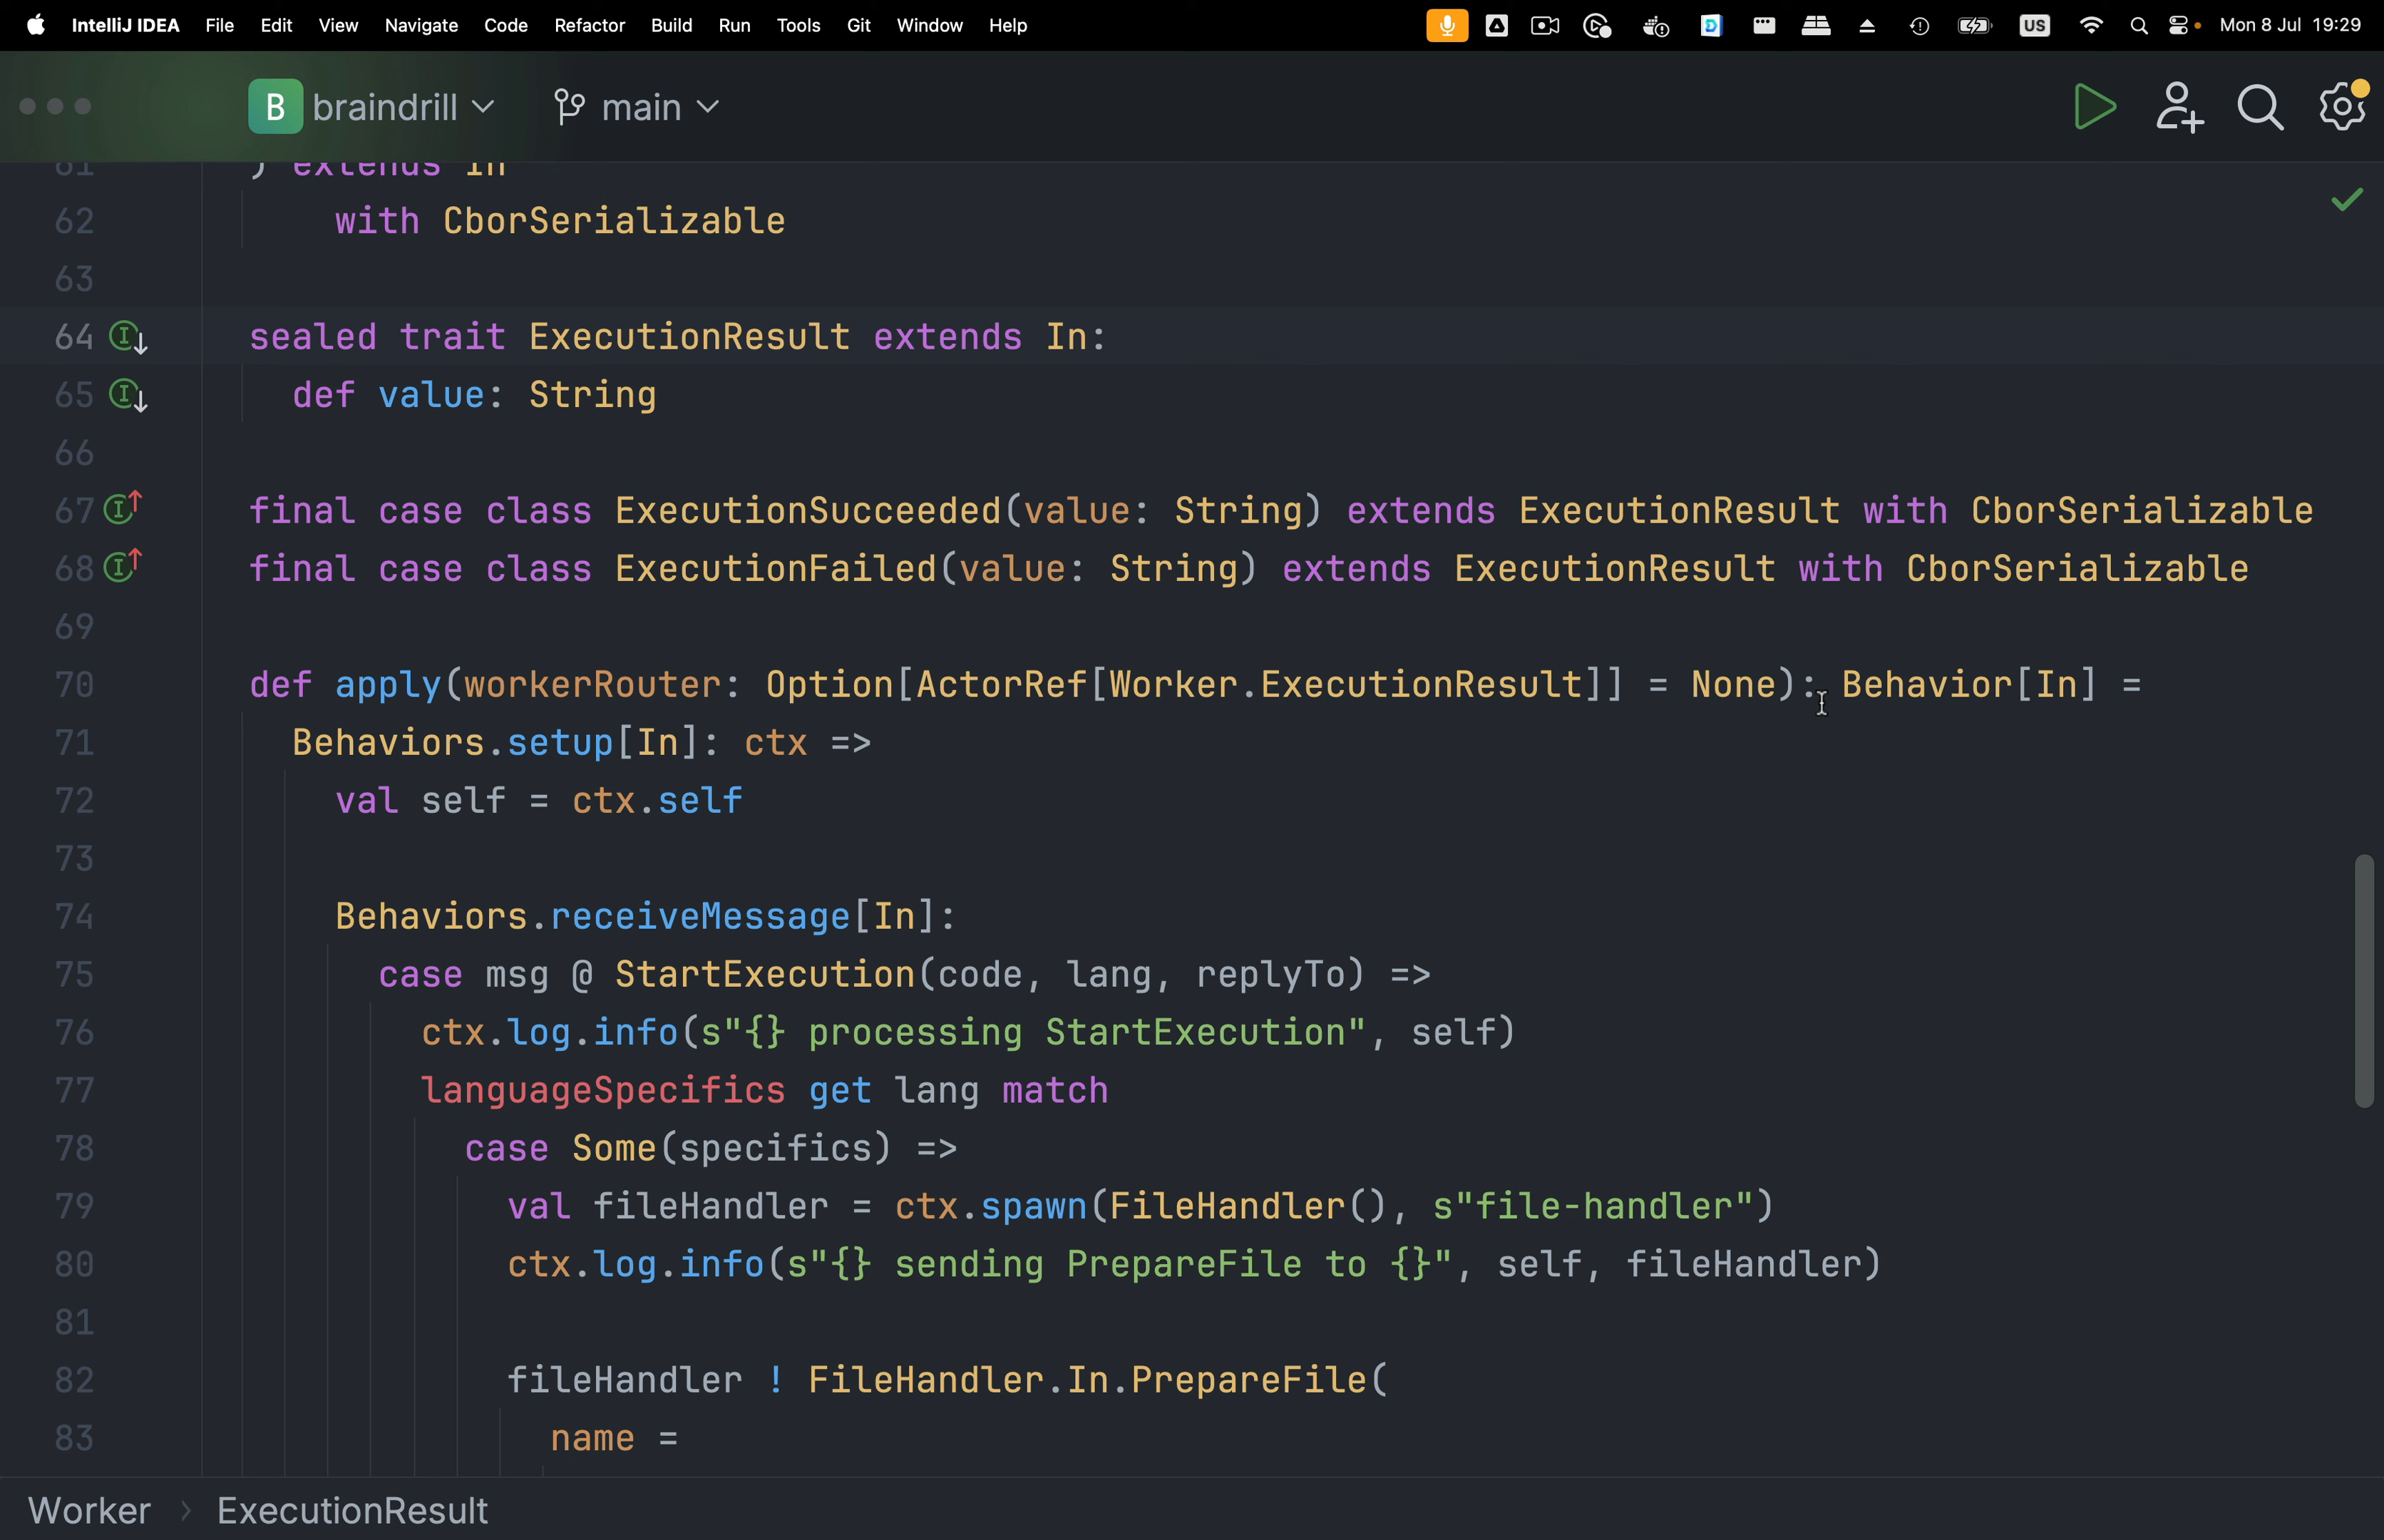 IntelliJ IDEA File Edit View Navigate Code Refactor Build Run Tools Git Window Help US Mon 8 Jul 19:29
B braindrill main
61 ) extends In
62 with CborSerializable
63
64 sealed trait ExecutionResult extends In:
65 def value: String
66
67 final case class ExecutionSucceeded(value: String) extends ExecutionResult with CborSerializable
68 final case class ExecutionFailed(value: String) extends ExecutionResult with CborSerializable
69
70 def apply(workerRouter: Option[ActorRef[Worker.ExecutionResult]] = None): Behavior[In] =
71 Behaviors.setup[In]: ctx =>
72 val self = ctx.self
73
74 Behaviors.receiveMessage[In]:
75 case msg @ StartExecution(code, lang, replyTo) =>
76 ctx.log.info(s"{} processing StartExecution", self)
77 languageSpecifics get lang match
78 case Some(specifics) =>
79 val fileHandler = ctx.spawn(FileHandler(), s"file-handler")
80 ctx.log.info(s"{} sending PrepareFile to {}", self, fileHandler)
81
82 fileHandler ! FileHandler.In.PrepareFile(
83 name =
Worker > ExecutionResult